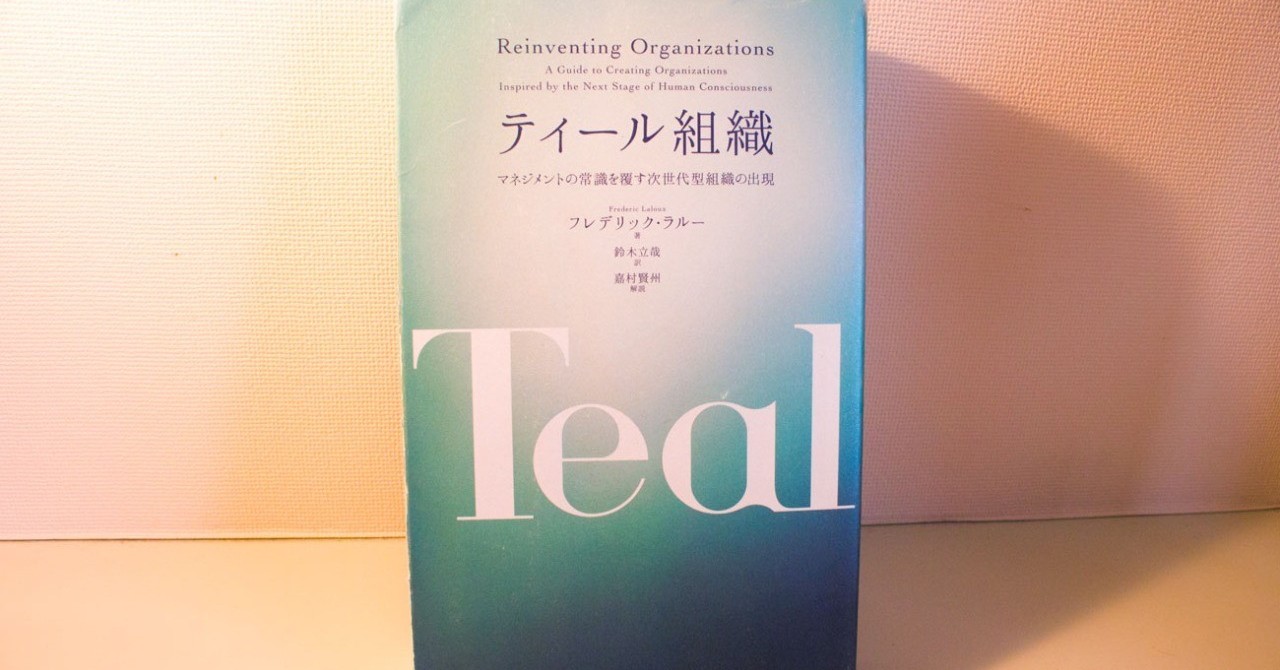 Reinventing Organizations
A Guide to Creating Organizations
Inspired by the Next Stage of Human Consciousness
ティール組織
マネジメントの常識を覆す次世代型組織の出現
Frederic Laloux
フレデリック・ラルー
著
鈴木立哉
訳
嘉村賢州
解説
Teal